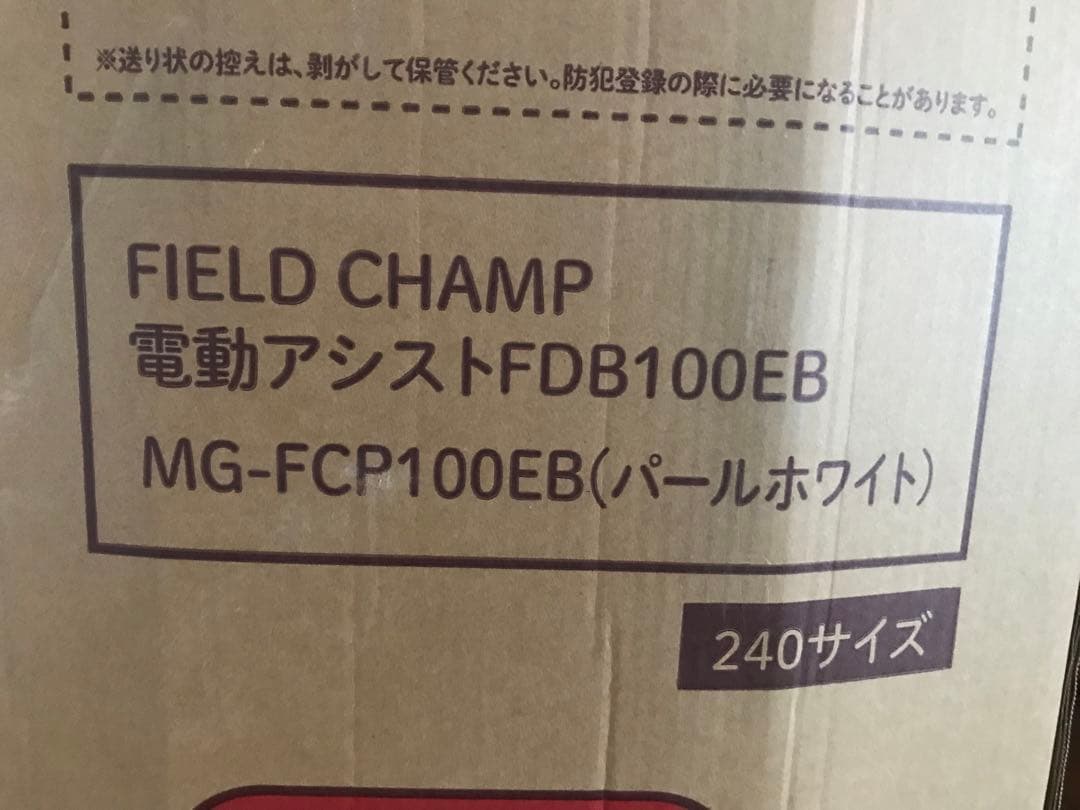 ※送り状の控えは、剥がして保管ください。防犯登録の際に必要になることがあります。
FIELD CHAMP
電動アシストFDB100EB
MG-FCP100EB(パールホワイト)
240サイズ